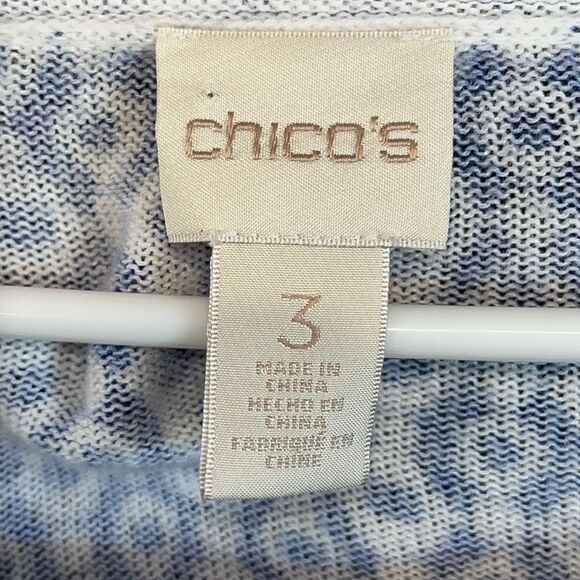 chico's
3
MADE IN
CHINA
HECHO EN
CHINA
FABRIQUÉ EN
CHINE